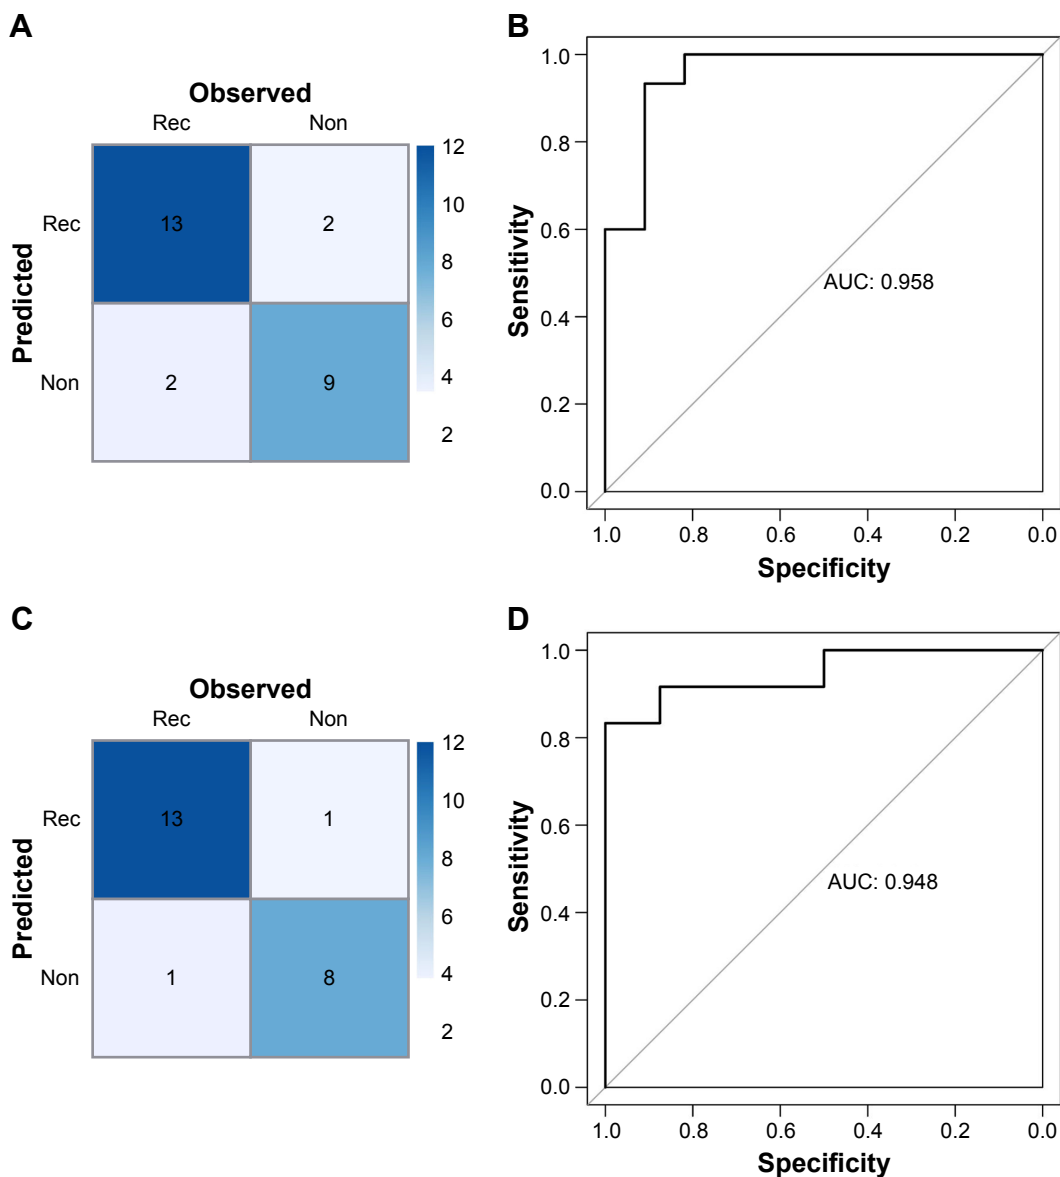 A
Observed
Rec Non
Predicted
Rec 13 2
Non 2 9
12
10
8
6
4
2
B
Sensitivity
1.0
0.8
0.6
0.4
0.2
0.0
AUC: 0.958
1.0 0.8 0.6 0.4 0.2 0.0
Specificity
C
Observed
Rec Non
Predicted
Rec 13 1
Non 1 8
12
10
8
6
4
2
D
Sensitivity
1.0
0.8
0.6
0.4
0.2
0.0
AUC: 0.948
1.0 0.8 0.6 0.4 0.2 0.0
Specificity